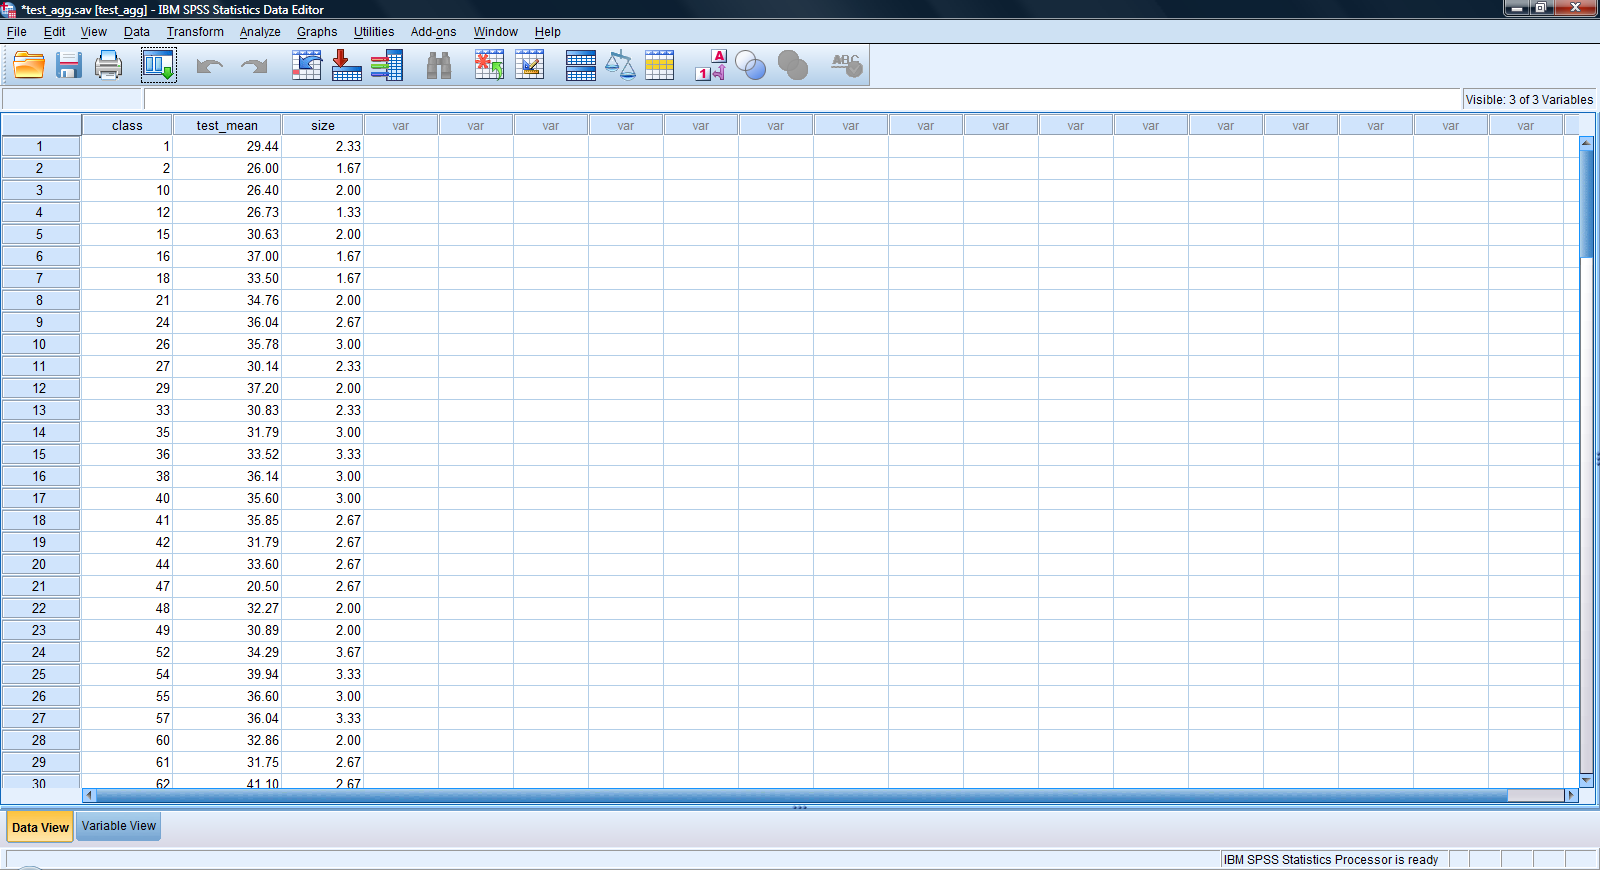 *test_agg.sav [test_agg] - IBM SPSS Statistics Data Editor
File Edit View Data Transform Analyze Graphs Utilities Add-ons Window Help
1 A ABC
Visible: 3 of 3 Variables
class test_mean size var var var var var var var var var var var var var var var var
1 1 29.44 2.33
2 2 26.00 1.67
3 10 26.40 2.00
4 12 26.73 1.33
5 15 30.63 2.00
6 16 37.00 1.67
7 18 33.50 1.67
8 21 34.76 2.00
9 24 36.04 2.67
10 26 35.78 3.00
11 27 30.14 2.33
12 29 37.20 2.00
13 33 30.83 2.33
14 35 31.79 3.00
15 36 33.52 3.33
16 38 36.14 3.00
17 40 35.60 3.00
18 41 35.85 2.67
19 42 31.79 2.67
20 44 33.60 2.67
21 47 20.50 2.67
22 48 32.27 2.00
23 49 30.89 2.00
24 52 34.29 3.67
25 54 39.94 3.33
26 55 36.60 3.00
27 57 36.04 3.33
28 60 32.86 2.00
29 61 31.75 2.67
30 62 41.10 2.67
Data View Variable View
IBM SPSS Statistics Processor is ready